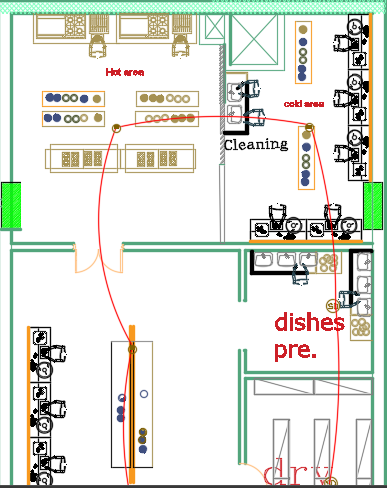 Hot area
cold area
Cleaning
dishes
pre.
dry